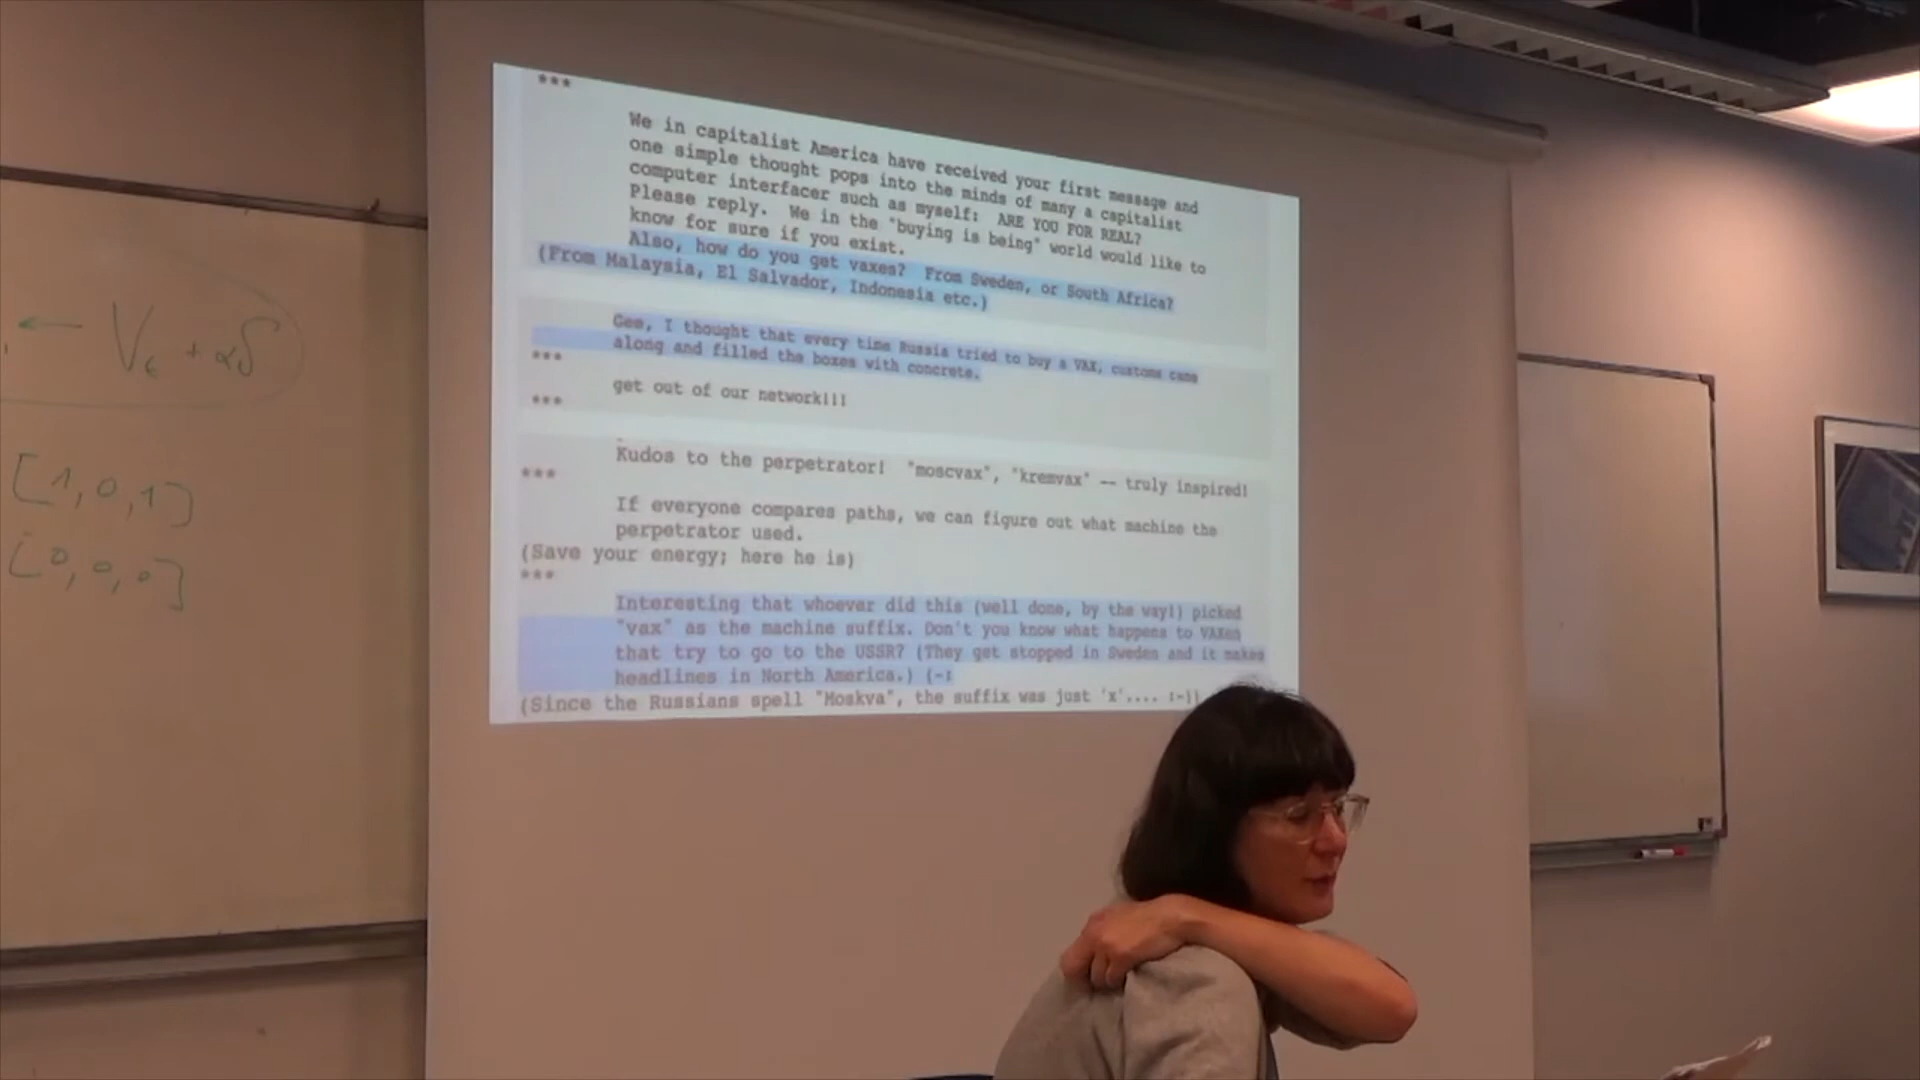 ***
We in capitalist America have received your first message and
one simple thought pops into the minds of many a capitalist
computer interfacer such as myself: ARE YOU FOR REAL?
Please reply. We in the "buying is being" world would like to
know for sure if you exist.
Also, how do you get vaxes? From Sweden, or South Africa?
(From Malaysia, El Salvador, Indonesia etc.)
Gee, I thought that every time Russia tried to buy a VAX, customs came
along and filled the boxes with concrete.
***
get out of our network!!!
***
Kudos to the perpetrator! "moscvax", "kremvax" -- truly inspired!
***
If everyone compares paths, we can figure out what machine the
perpetrator used.
(Save your energy; here he is)
***
Interesting that whoever did this (well done, by the way!) picked
"vax" as the machine suffix. Don't you know what happens to VAXen
that try to go to the USSR? (They get stopped in Sweden and it makes
headlines in North America.) (-:
(Since the Russians spell "Moskva", the suffix was just 'x'.... :-))
← V + αδ
[1,0,1]
[0,0,0]